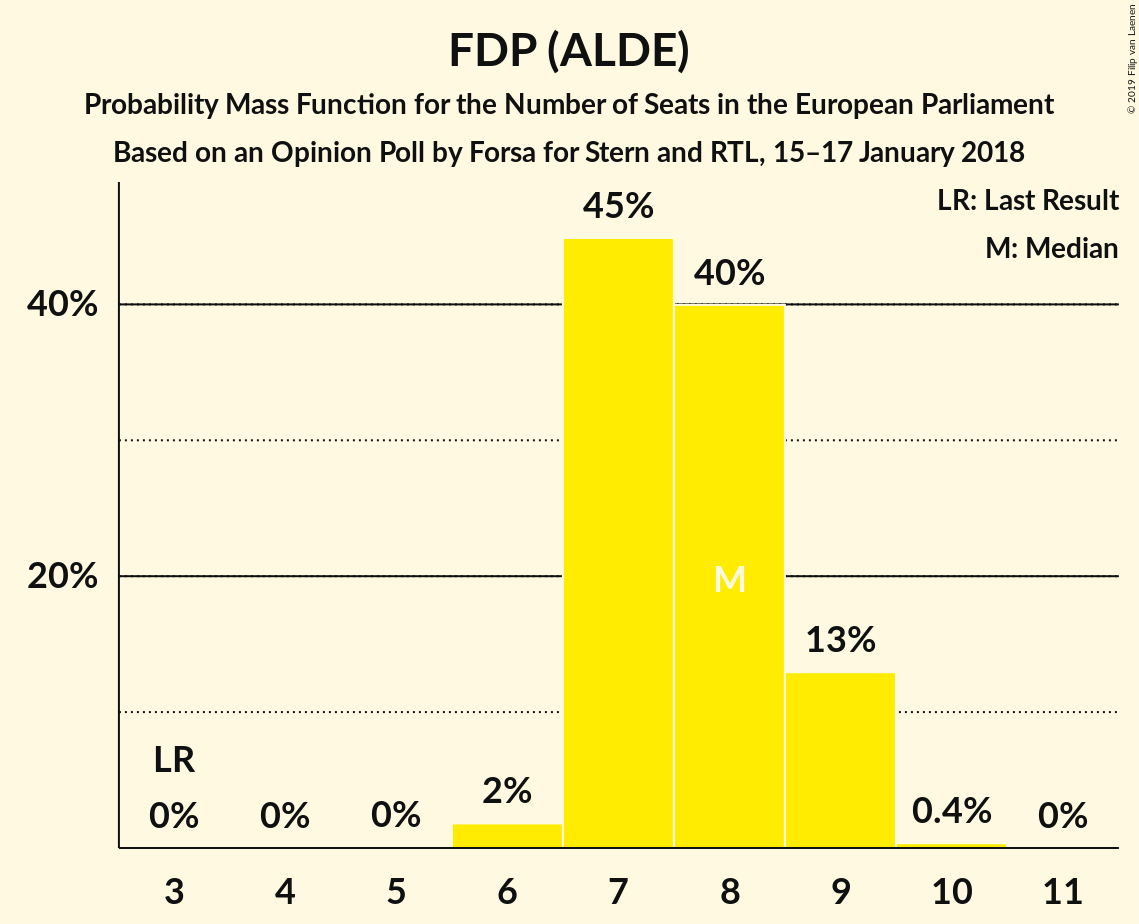 FDP (ALDE)
Probability Mass Function for the Number of Seats in the European Parliament
Based on an Opinion Poll by Forsa for Stern and RTL, 15–17 January 2018
© 2019 Filip van Laenen
LR: Last Result
M: Median
45%
40%
40%
20%
M
13%
LR
0%
0%
0%
2%
0.4%
0%
3 4 5 6 7 8 9 10 11